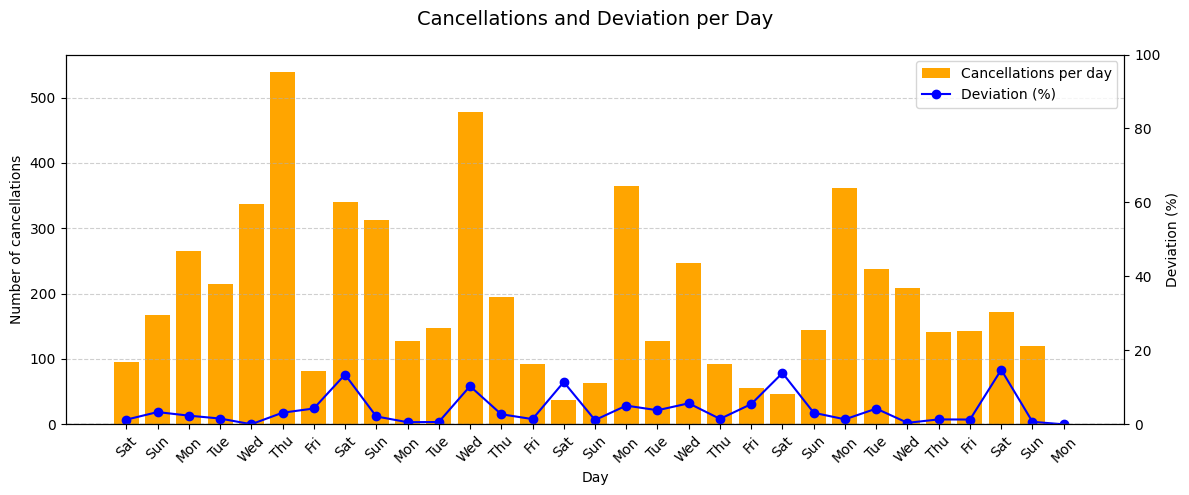 Cancellations and Deviation per Day
Cancellations per day
Deviation (%)
Number of cancellations
500
400
300
200
100
0
100
80
60
40
20
0
Deviation (%)
Sat Sun Mon Tue Wed Thu Fri Sat Sun Mon Tue Wed Thu Fri Sat Sun Mon Tue Wed Thu Fri Sat Sun Mon Tue Wed Thu Fri Sat Sun Mon
Day